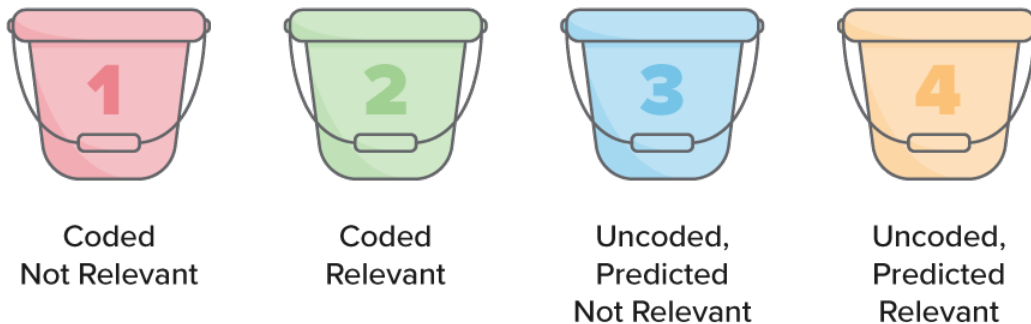 1
2
3
4
Coded
Not Relevant
Coded
Relevant
Uncoded,
Predicted
Not Relevant
Uncoded,
Predicted
Relevant